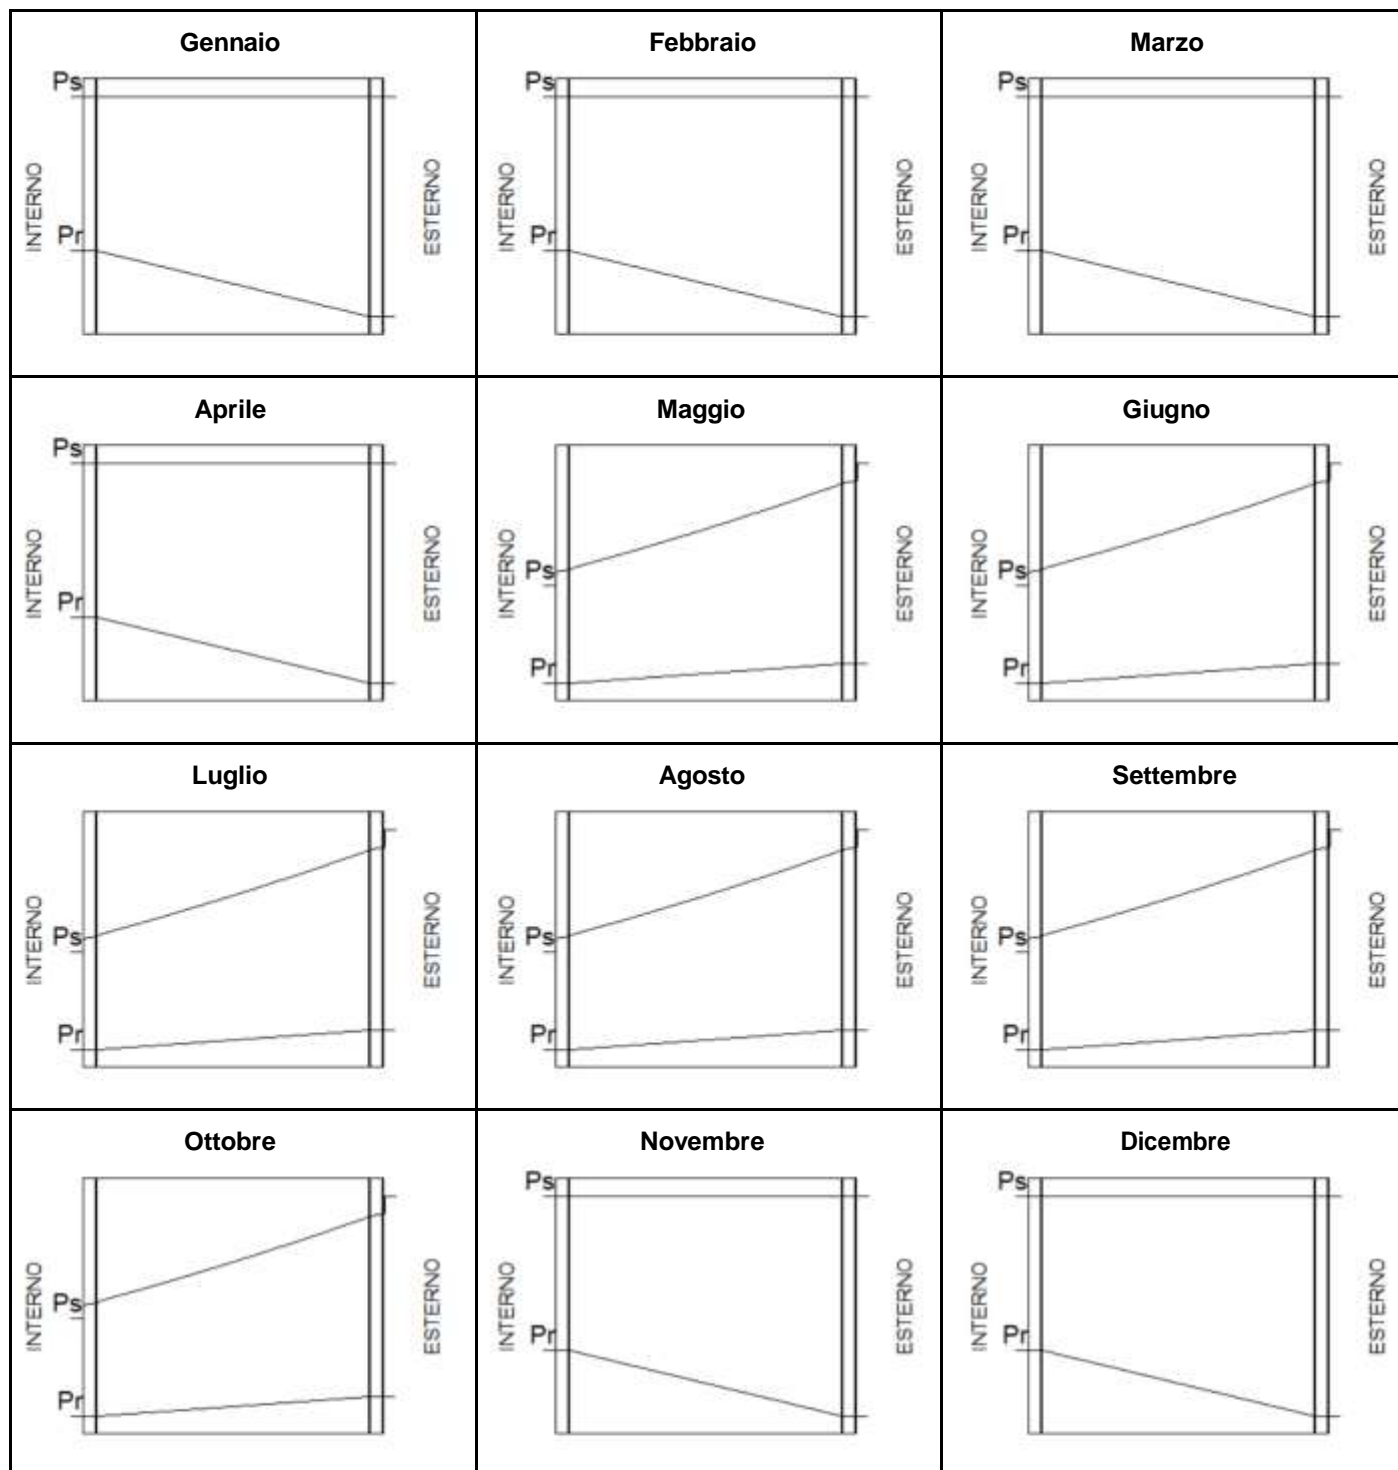 Gennaio
Ps
INTERNO
Pr
ESTERNO
Febbraio
Ps
INTERNO
Pr
ESTERNO
Marzo
Ps
INTERNO
Pr
ESTERNO
Aprile
Ps
INTERNO
Pr
ESTERNO
Maggio
INTERNO
Ps
Pr
ESTERNO
Giugno
INTERNO
Ps
Pr
ESTERNO
Luglio
INTERNO
Ps
Pr
ESTERNO
Agosto
INTERNO
Ps
Pr
ESTERNO
Settembre
INTERNO
Ps
Pr
ESTERNO
Ottobre
INTERNO
Ps
Pr
ESTERNO
Novembre
Ps
INTERNO
Pr
ESTERNO
Dicembre
Ps
INTERNO
Pr
ESTERNO